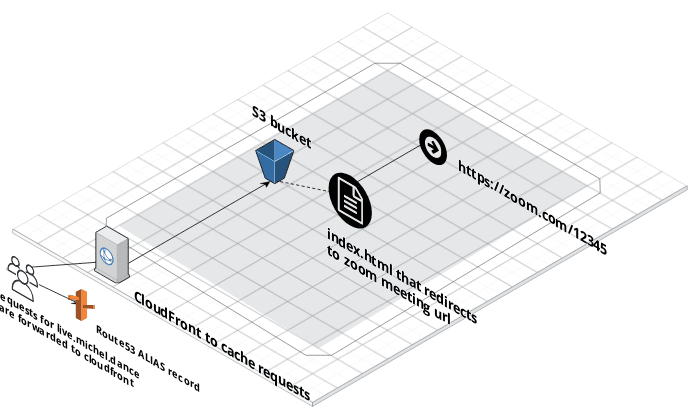 S3 bucket
https://zoom.com/12345
index.html that redirects
to zoom meeting url
CloudFront to cache requests
equests for live.michel.dance
are forwarded to cloudfront
Route53 ALIAS record